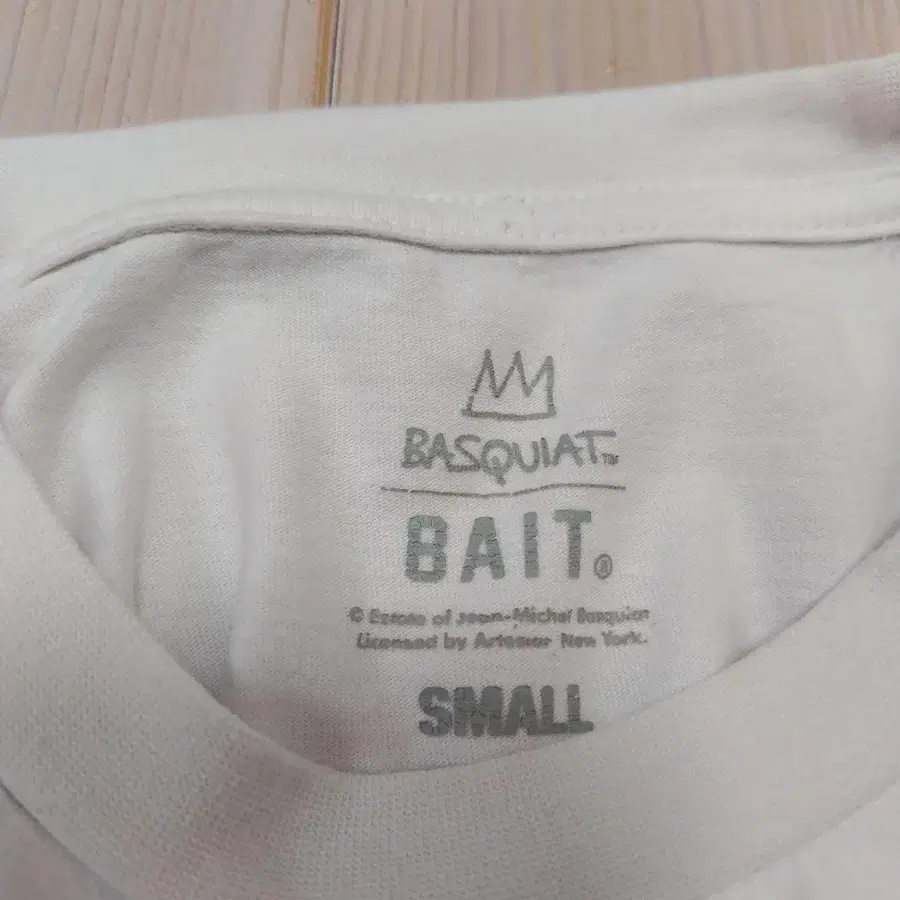 BASQUIAT™
BAIT®
© Estate of Jean-Michel Basquiat
Licensed by Artestar New York.
SMALL